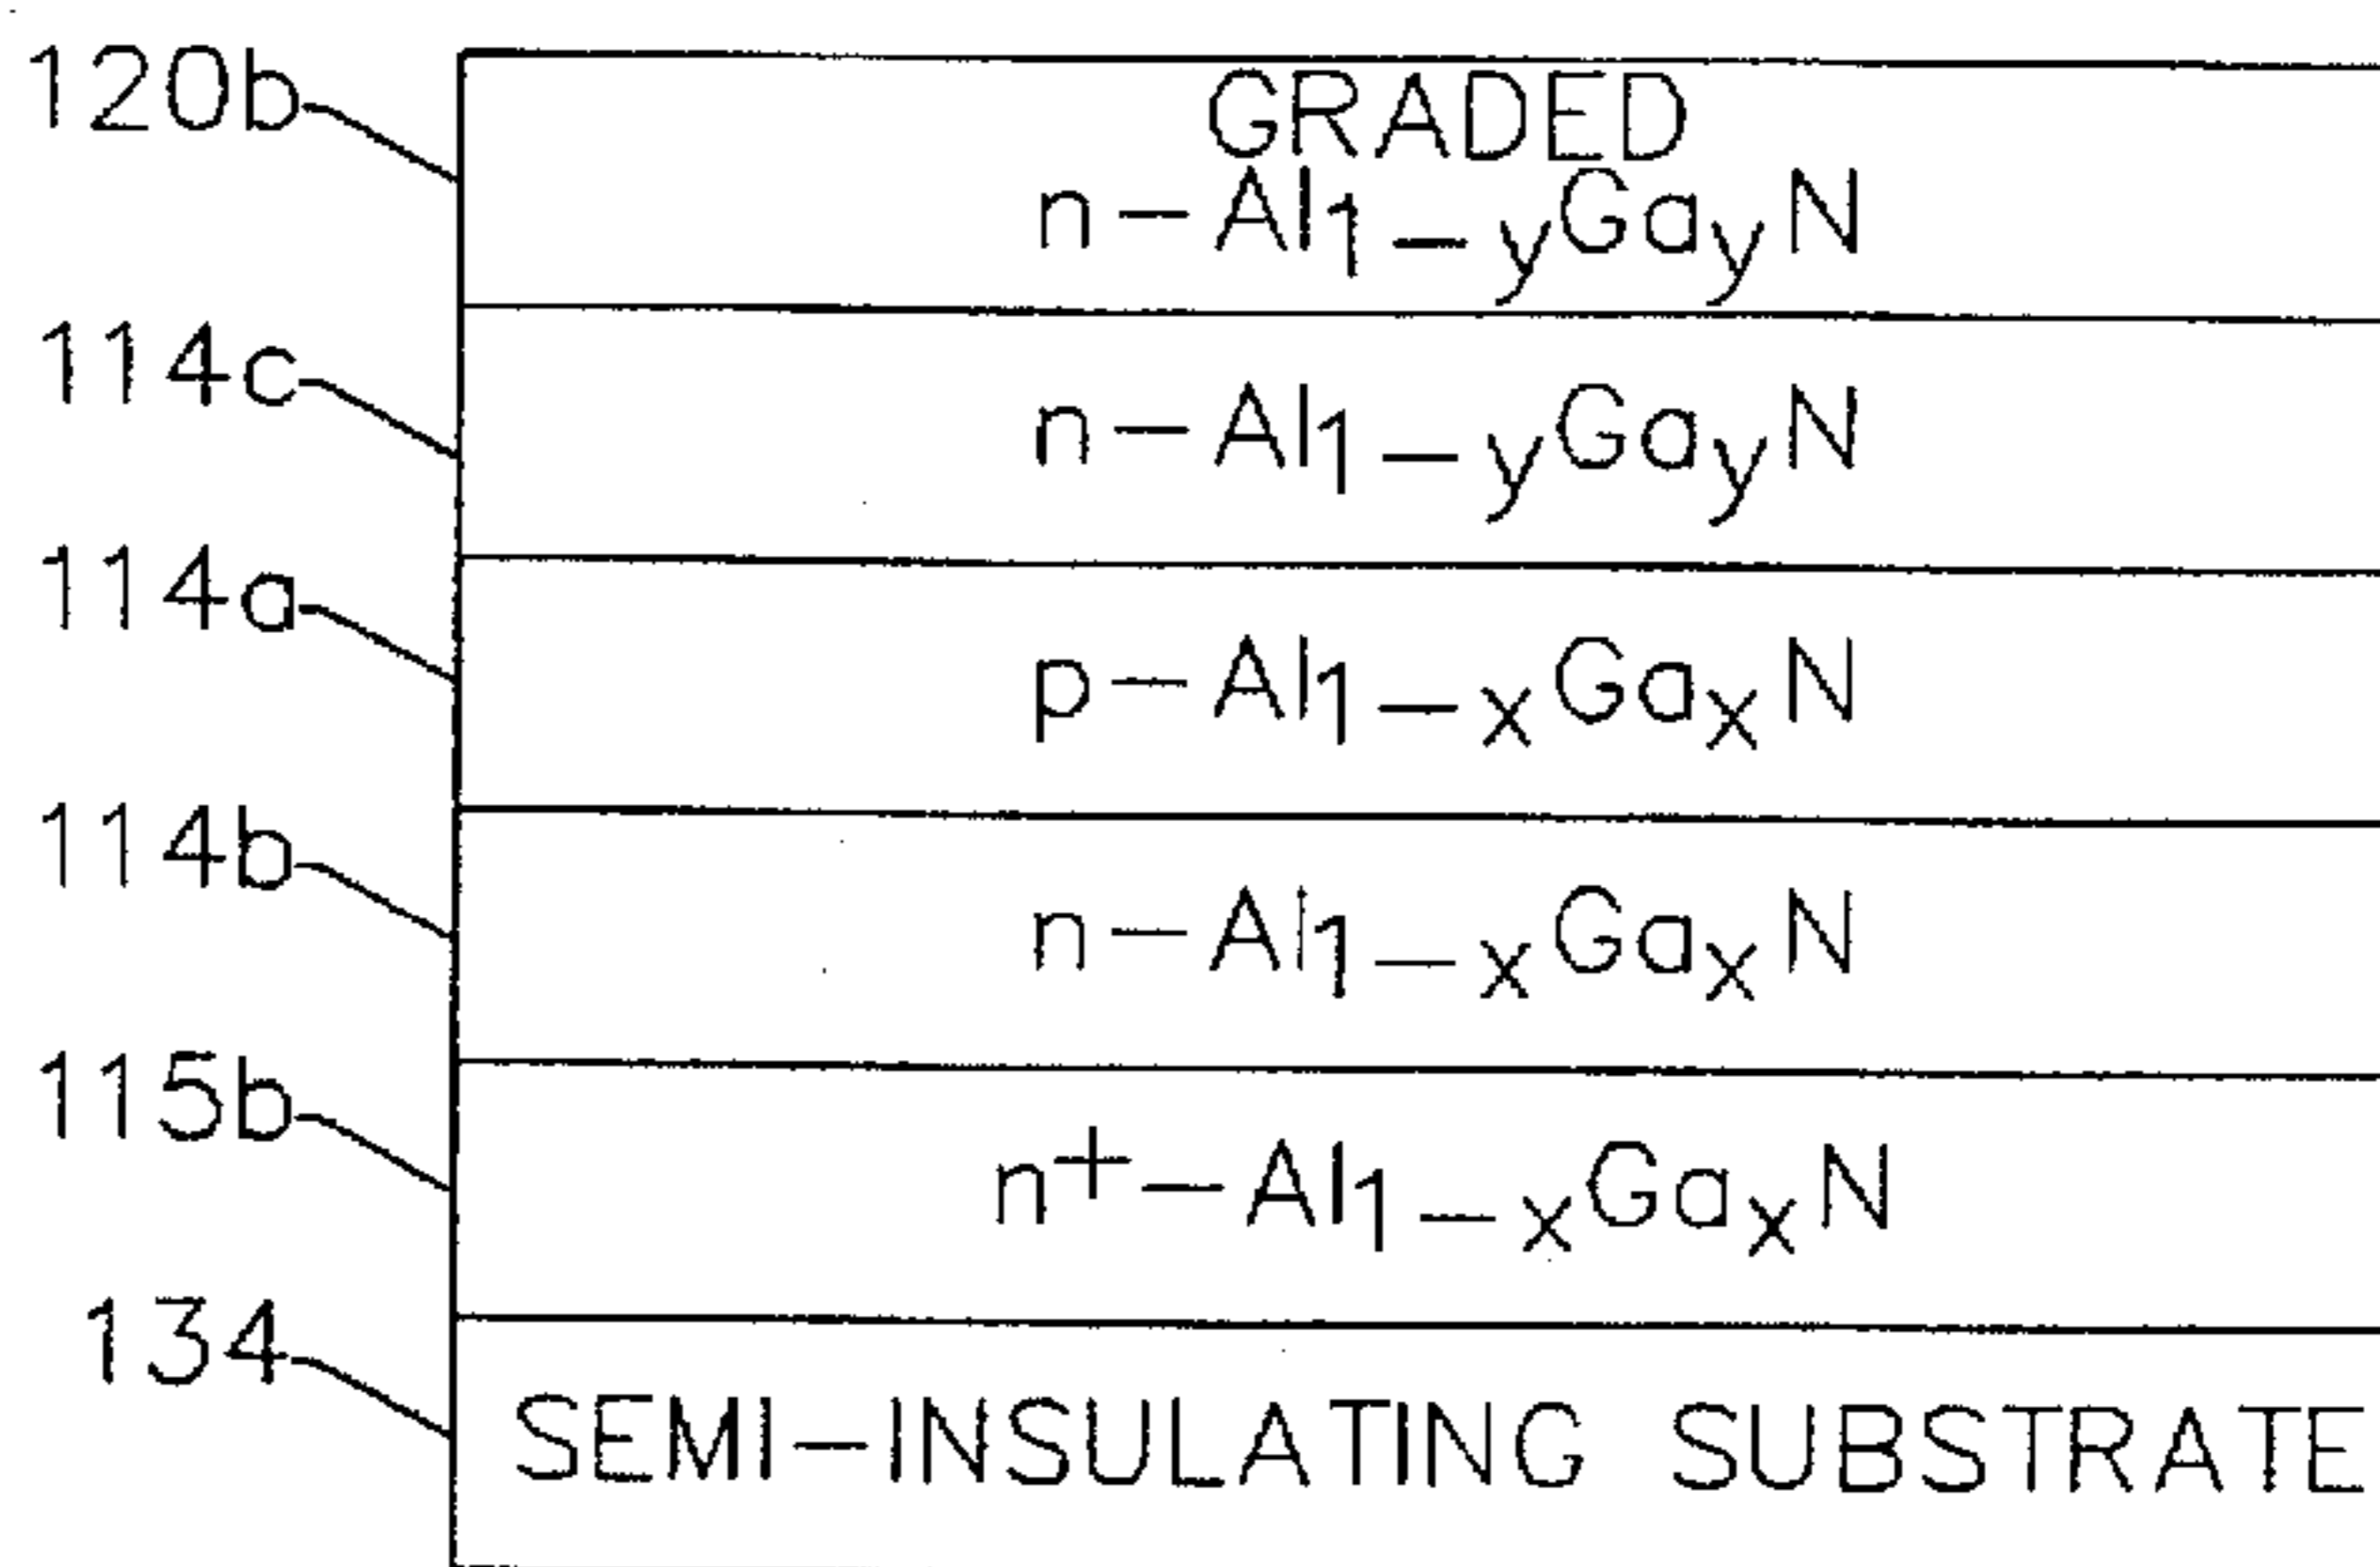 120b
GRADED
n-Al₁₋yGayN
114c
n-Al₁₋yGayN
114a
p-Al₁₋ₓGaₓN
114b
n-Al₁₋ₓGaₓN
115b
n⁺-Al₁₋ₓGaₓN
134
SEMI-INSULATING SUBSTRATE